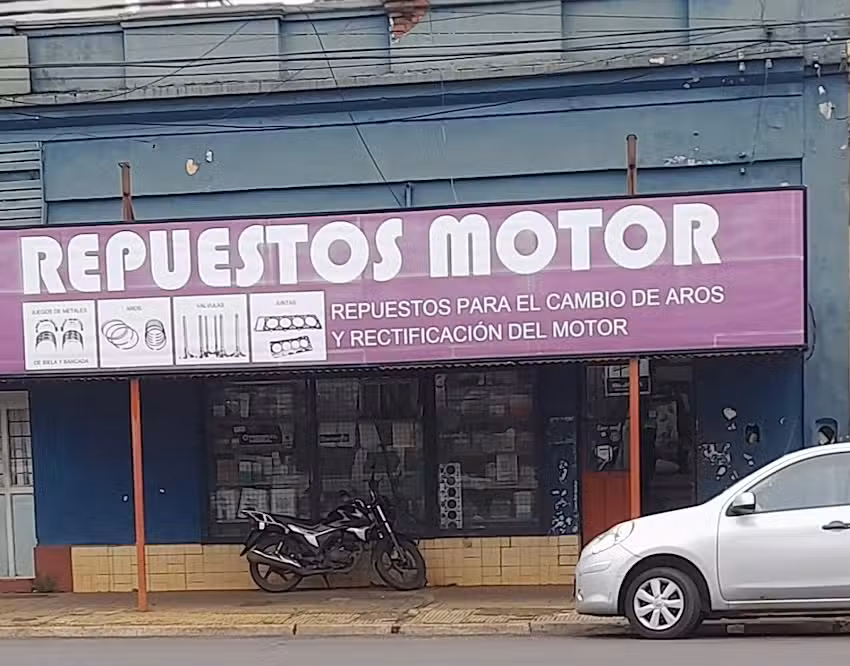 REPUESTOS MOTOR
JUEGOS DE METALES
DE BIELA Y BANCADA
AROS
VALVULAS
JUNTAS
REPUESTOS PARA EL CAMBIO DE AROS
Y RECTIFICACIÓN DEL MOTOR